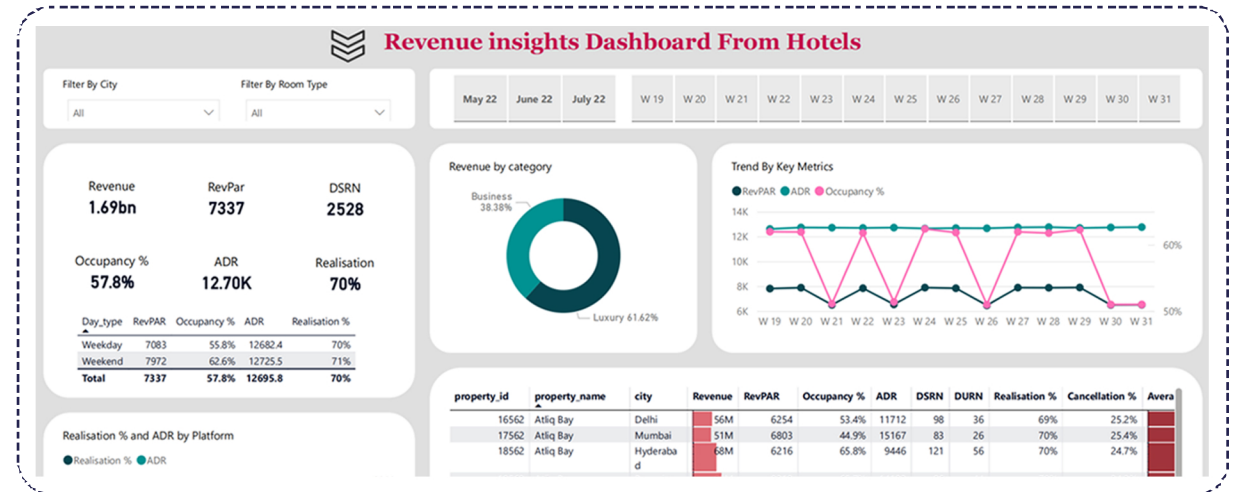 Revenue insights Dashboard From Hotels
Filter By City
Filter By Room Type
All
All
May 22 June 22 July 22 W 19 W 20 W 21 W 22 W 23 W 24 W 25 W 26 W 27 W 28 W 29 W 30 W 31
Revenue RevPar DSRN
1.69bn 7337 2528
Occupancy % ADR Realisation
57.8% 12.70K 70%
Day_type RevPAR Occupancy % ADR Realisation %
Weekday 7083 55.8% 12682.4 70%
Weekend 7972 62.6% 12725.5 71%
Total 7337 57.8% 12695.8 70%
Revenue by category
Business
38.38%
Luxury 61.62%
Trend By Key Metrics
RevPAR ADR Occupancy %
14K
12K
10K
8K
6K
60%
50%
W 19 W 20 W 21 W 22 W 23 W 24 W 25 W 26 W 27 W 28 W 29 W 30 W 31
Realisation % and ADR by Platform
Realisation % ADR
property_id property_name city Revenue RevPAR Occupancy % ADR DSRN DURN Realisation % Cancellation % Avera
16562 Atliq Bay Delhi 56M 6254 53.4% 11712 98 36 69% 25.2%
17562 Atliq Bay Mumbai 51M 6803 44.9% 15167 83 26 70% 25.4%
18562 Atliq Bay Hyderaba 68M 6216 65.8% 9446 121 56 70% 24.7%
d